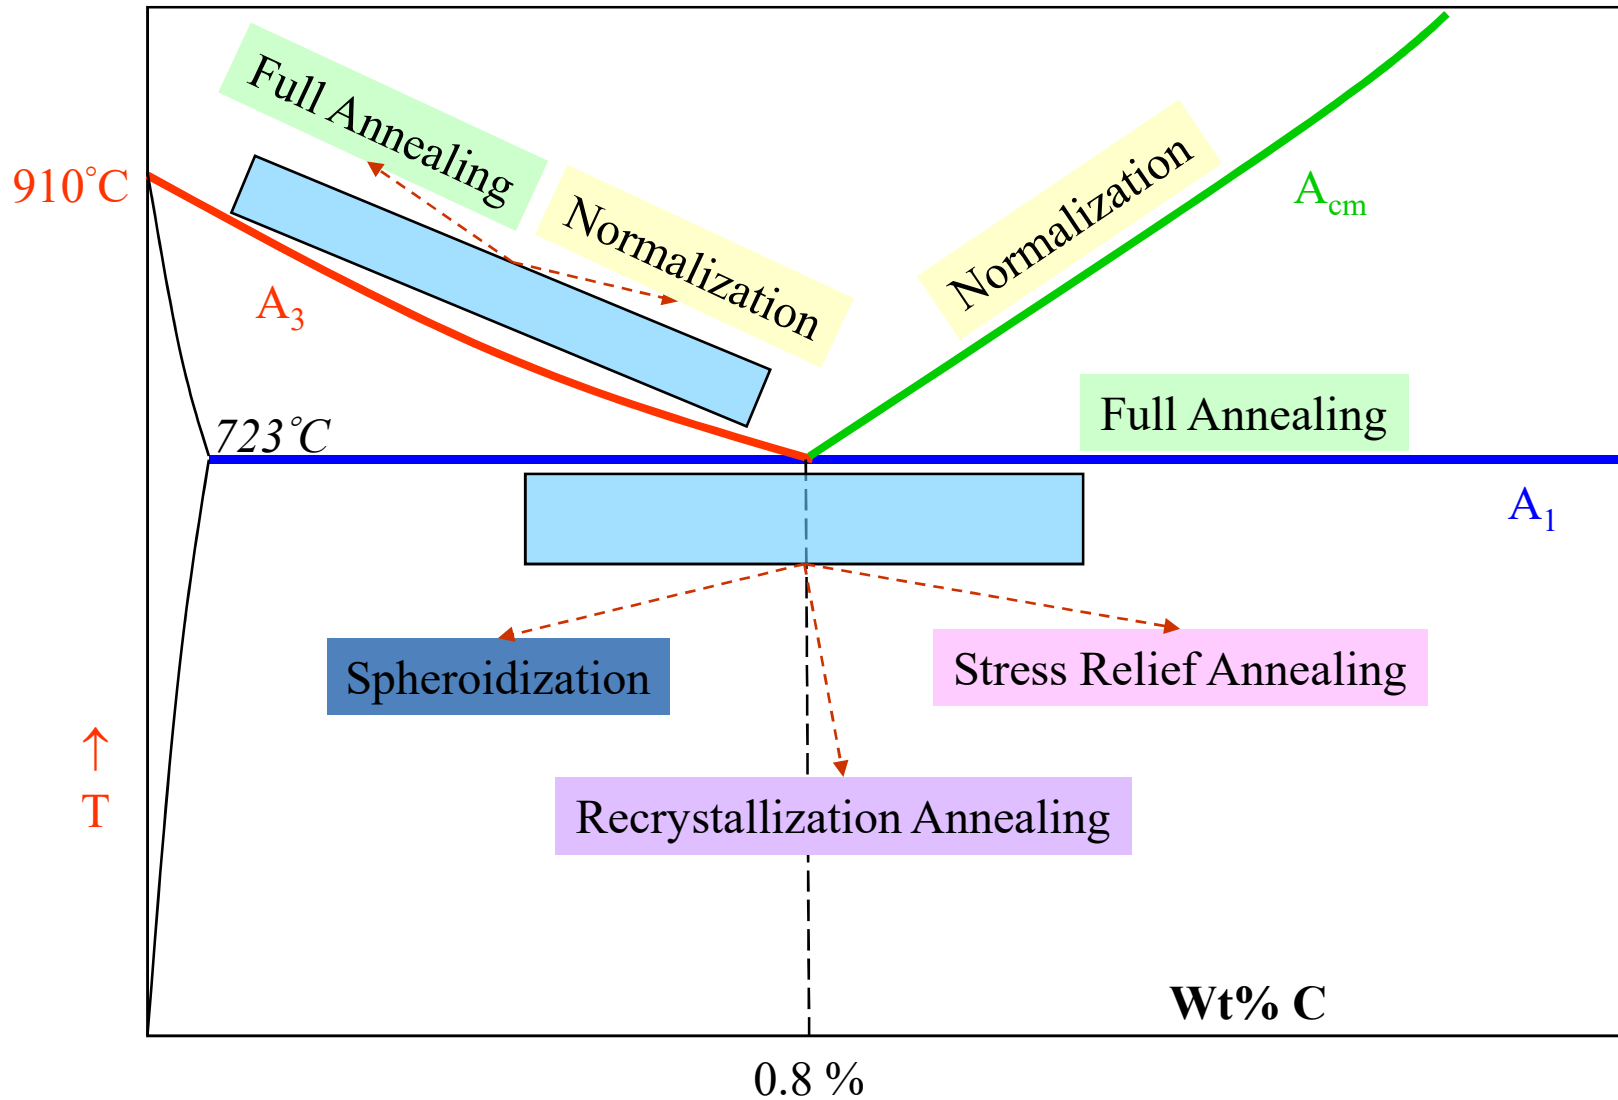 Full Annealing
Normalization
Normalization
910°C
A₃
A_cm
723°C
Full Annealing
A₁
Spheroidization
Stress Relief Annealing
Recrystallization Annealing
↑
T
Wt% C
0.8 %